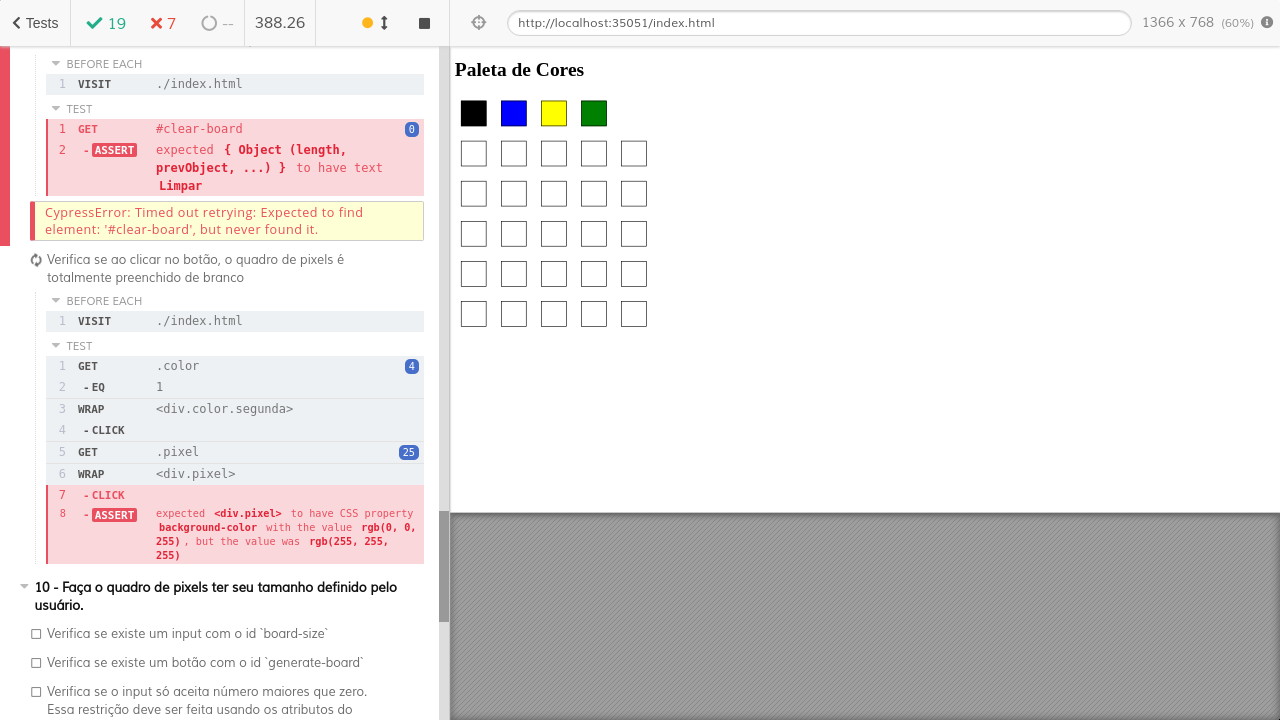 Tests
19
7
--
388.26
http://localhost:35051/index.html
1366 x 768 (60%)
BEFORE EACH
1 VISIT ./index.html
TEST
1 GET #clear-board 0
2 - ASSERT expected { Object (length,
prevObject, ...) } to have text
Limpar
CypressError: Timed out retrying: Expected to find
element: '#clear-board', but never found it.
Verifica se ao clicar no botão, o quadro de pixels é
totalmente preenchido de branco
BEFORE EACH
1 VISIT ./index.html
TEST
1 GET .color 4
2 - EQ 1
3 WRAP <div.color.segunda>
4 - CLICK
5 GET .pixel 25
6 WRAP <div.pixel>
7 - CLICK
8 - ASSERT expected <div.pixel> to have CSS property
background-color with the value rgb(0, 0,
255) , but the value was rgb(255, 255,
255)
10 - Faça o quadro de pixels ter seu tamanho definido pelo
usuário.
Verifica se existe um input com o id `board-size`
Verifica se existe um botão com o id `generate-board`
Verifica se o input só aceita número maiores que zero.
Essa restrição deve ser feita usando os atributos do
Paleta de Cores